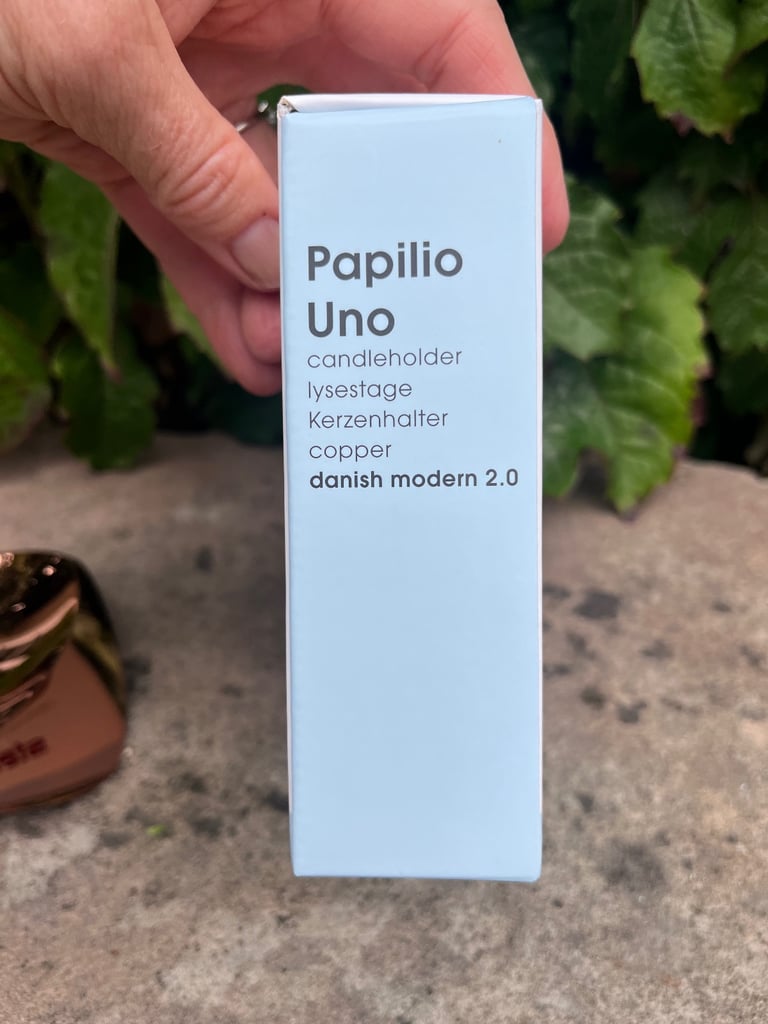 Papilio
Uno
candleholder
lysestage
Kerzenhalter
copper
danish modern 2.0